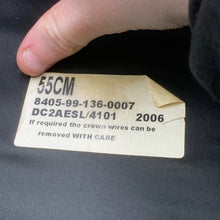 55CM
8405-99-136-0007
DC2AESL/4101 2006
If required the crown wires can be
removed WITH CARE